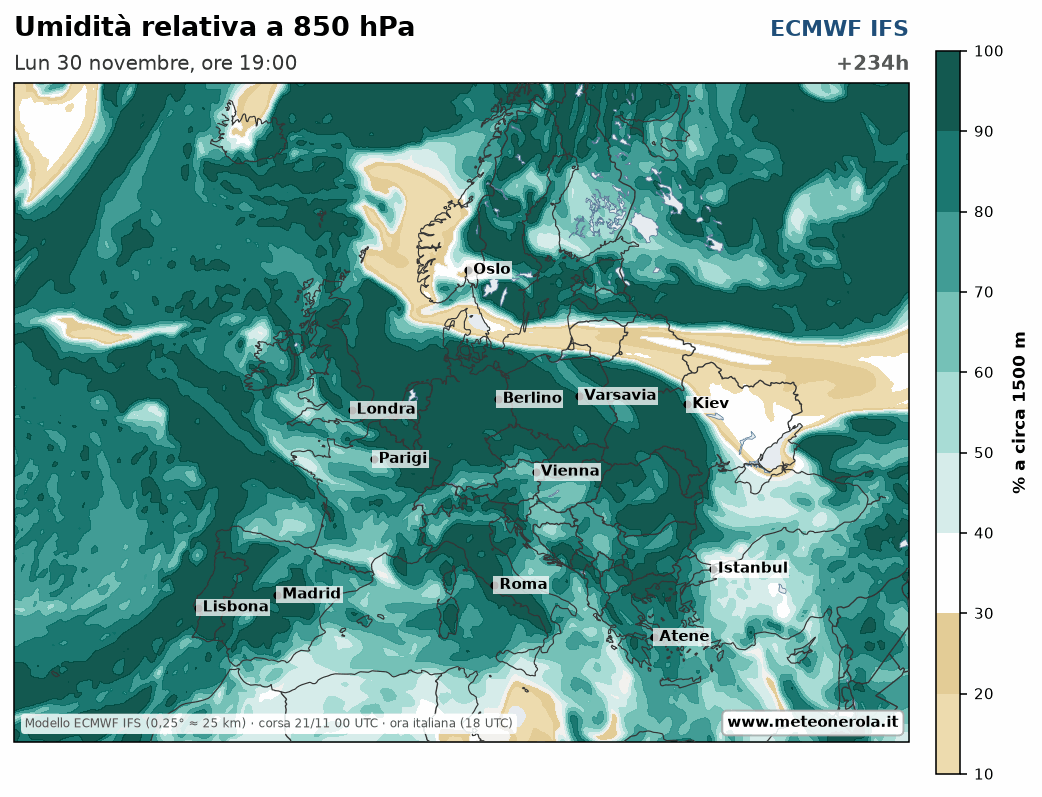 Umidità relativa a 850 hPa
ECMWF IFS
Lun 30 novembre, ore 19:00
+234h
100
90
80
70
60
50
40
30
20
10
% a circa 1500 m
Oslo
Berlino
Varsavia
Kiev
Londra
Parigi
Vienna
Istanbul
Roma
Madrid
Lisbona
Atene
Modello ECMWF IFS (0,25° ≈ 25 km) · corsa 21/11 00 UTC · ora italiana (18 UTC)
www.meteonerola.it